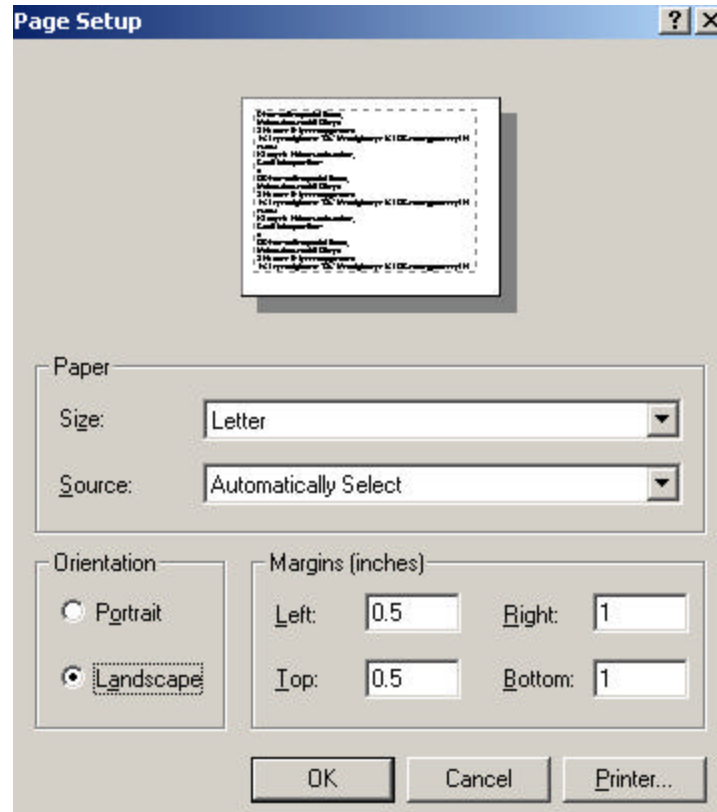 Page Setup
Paper
Size: Letter
Source: Automatically Select
Orientation
Portrait
Landscape
Margins (inches)
Left: 0.5 Right: 1
Top: 0.5 Bottom: 1
OK Cancel Printer...